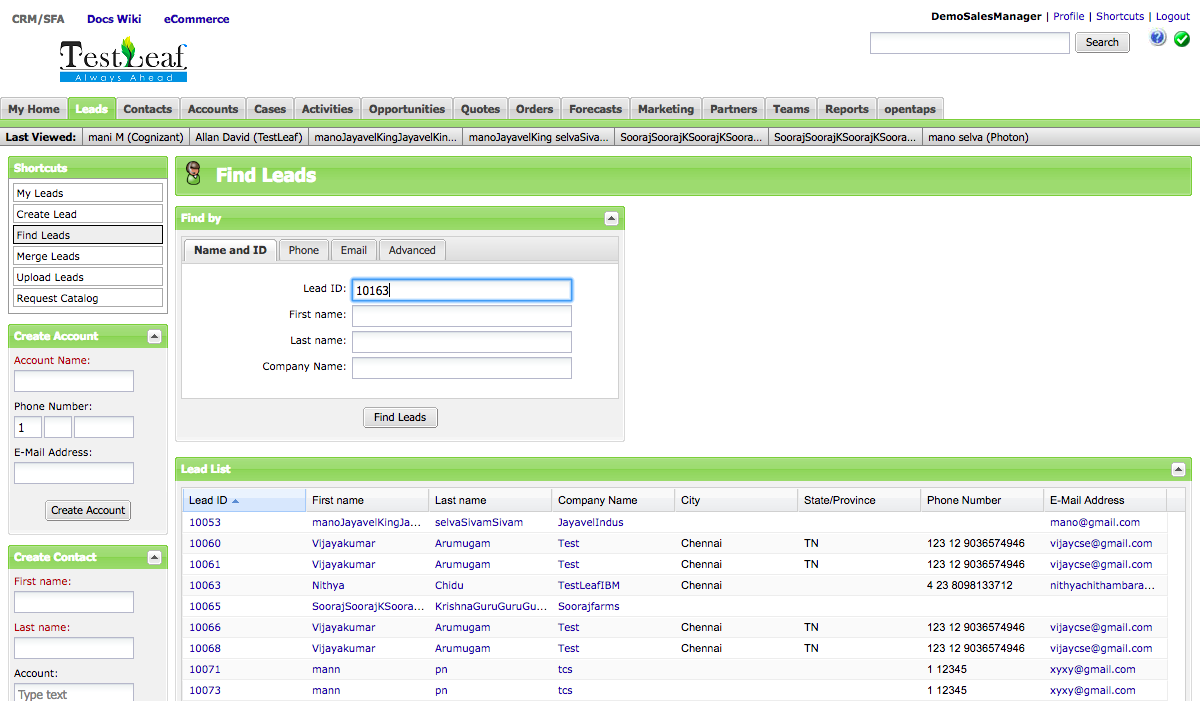 CRM/SFA Docs Wiki eCommerce
DemoSalesManager | Profile | Shortcuts | Logout
TestLeaf
Always Ahead
Search
My Home Leads Contacts Accounts Cases Activities Opportunities Quotes Orders Forecasts Marketing Partners Teams Reports opentaps
Last Viewed: mani M (Cognizant) Allan David (TestLeaf) manoJayavelKingJayavelKin... manoJayavelKing selvaSiva... SoorajSoorajKSoorajKSoora... SoorajSoorajKSoorajKSoora... mano selva (Photon)
Shortcuts
My Leads
Create Lead
Find Leads
Merge Leads
Upload Leads
Request Catalog
Create Account
Account Name:
Phone Number:
1
E-Mail Address:
Create Account
Create Contact
First name:
Last name:
Account:
Type text
Find Leads
Find by
Name and ID Phone Email Advanced
Lead ID: 10163
First name:
Last name:
Company Name:
Find Leads
Lead List
Lead ID First name Last name Company Name City State/Province Phone Number E-Mail Address
10053 manoJayavelKingJa... selvaSivamSivam JayavelIndus mano@gmail.com
10060 Vijayakumar Arumugam Test Chennai TN 123 12 9036574946 vijaycse@gmail.com
10061 Vijayakumar Arumugam Test Chennai TN 123 12 9036574946 vijaycse@gmail.com
10063 Nithya Chidu TestLeafIBM Chennai 4 23 8098133712 nithyachithambara...
10065 SoorajSoorajKSoora... KrishnaGuruGuruGu... Soorajfarms
10066 Vijayakumar Arumugam Test Chennai TN 123 12 9036574946 vijaycse@gmail.com
10068 Vijayakumar Arumugam Test Chennai TN 123 12 9036574946 vijaycse@gmail.com
10071 mann pn tcs 1 12345 xyxy@gmail.com
10073 mann pn tcs 1 12345 xyxy@gmail.com